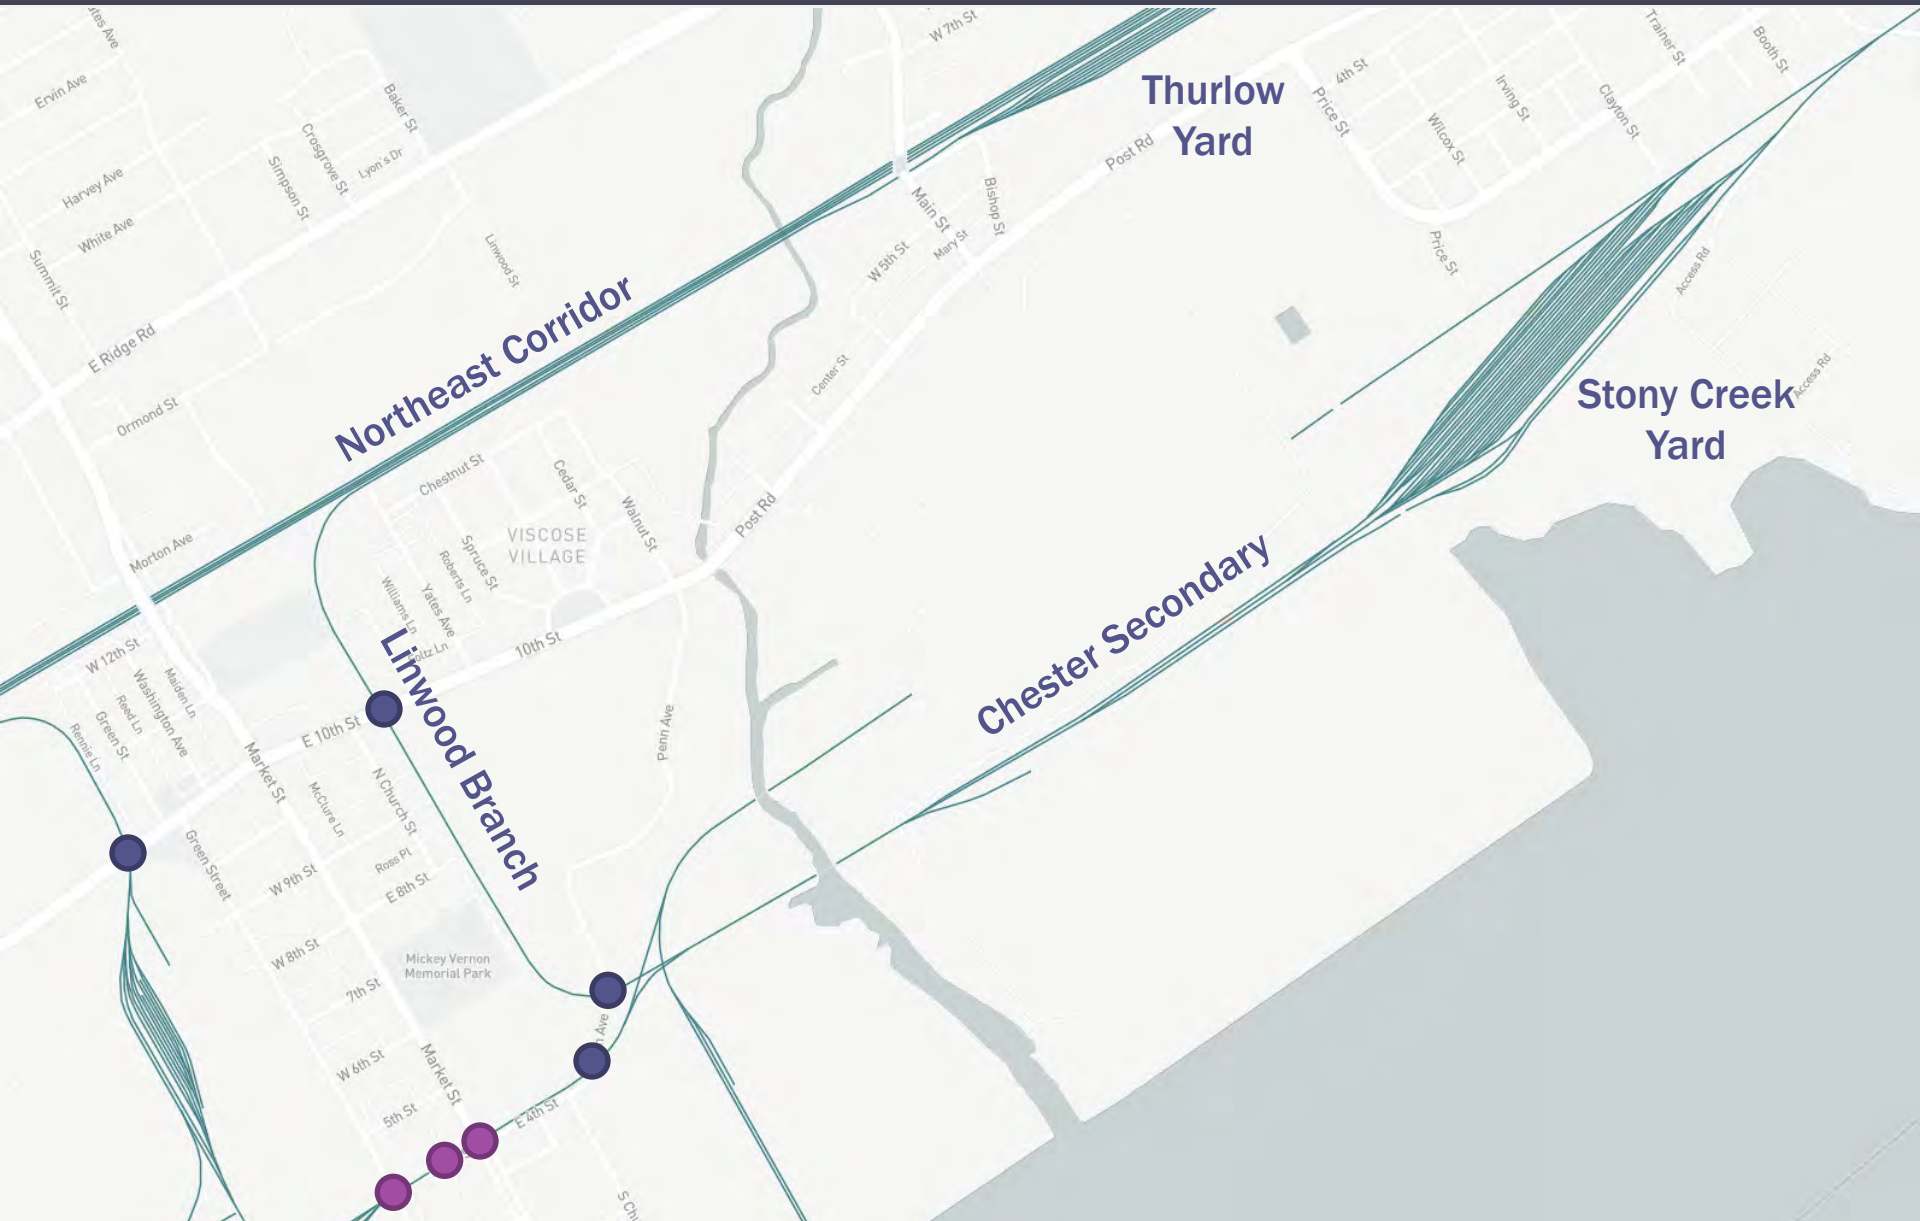 W 7th St
Ervin Ave
Baker St
Thurlow
Yard
4th St
Price St
Trainer St
Booth St
Irving St
Clayton St
Wilcox St
Crosgrove St
Lyon's Dr
Simpson St
Harvey Ave
White Ave
Post Rd
Main St
Bishop St
Mary St
W 5th St
Linwood St
Summit St
Price St
Access Rd
Northeast Corridor
E Ridge Rd
Ormond St
Center St
Access Rd
Stony Creek
Yard
Chestnut St
Cedar St
Walnut St
Post Rd
VISCOSE
VILLAGE
Morton Ave
Spruce St
Roberts Ln
Williams Ln
Yates Ave
10th St
Chester Secondary
Linwood Branch
W 12th St
Maiden Ln
Washington Ave
Reed Ln
Green St
Rennie Ln
E 10th St
Penn Ave
Market St
McClure Ln
N Church St
Ross Pl
Green Street
W 9th St
E 8th St
W 8th St
Mickey Vernon
Memorial Park
7th St
Ave
W 6th St
Market St
5th St
E 4th St